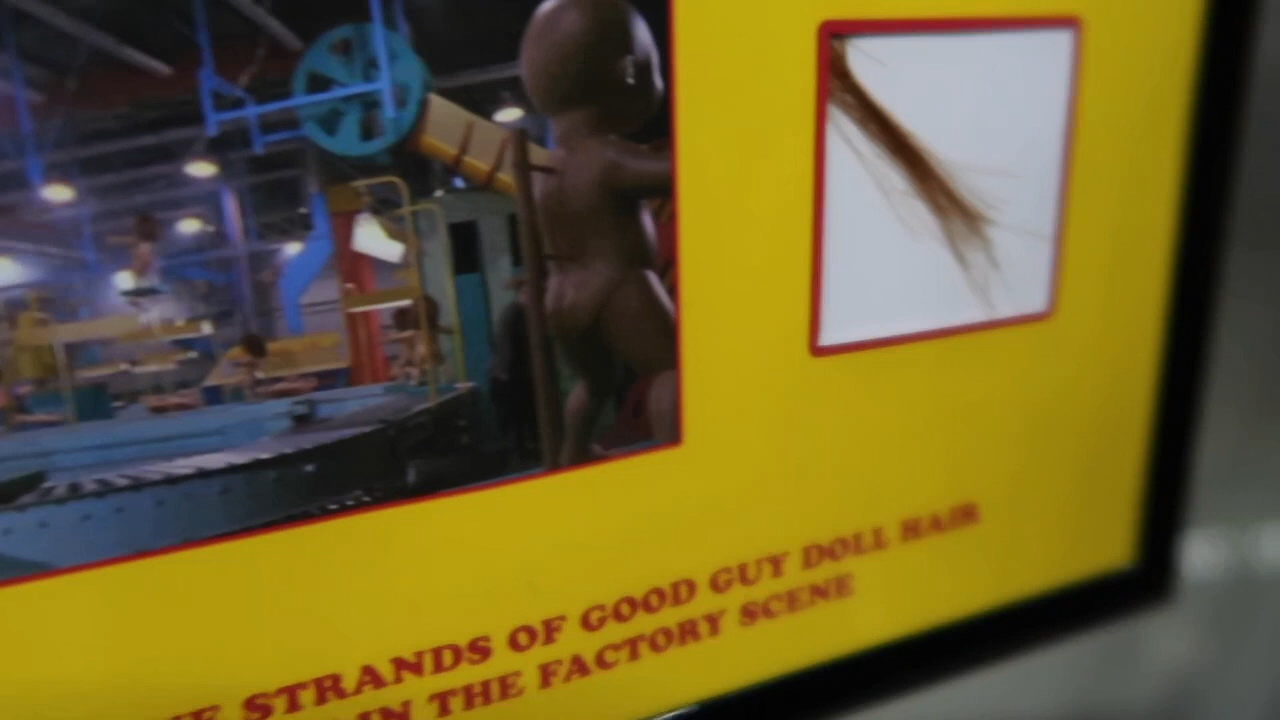 STRANDS OF GOOD GUY DOLL HAIR
IN THE FACTORY SCENE